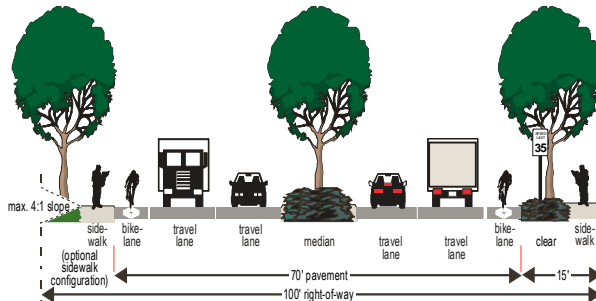 SPEED
LIMIT
35
max. 4:1 slope
side-
walk
(optional
sidewalk
configuration)
bike-
lane
travel
lane
travel
lane
median
travel
lane
travel
lane
bike-
lane
clear
side-
walk
70' pavement
15'
100' right-of-way